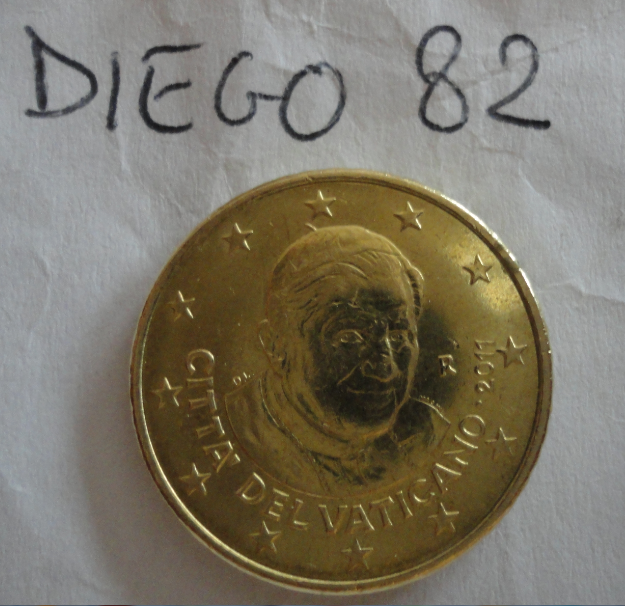 DIEGO 82
CITTA' DEL VATICANO · 2011
R